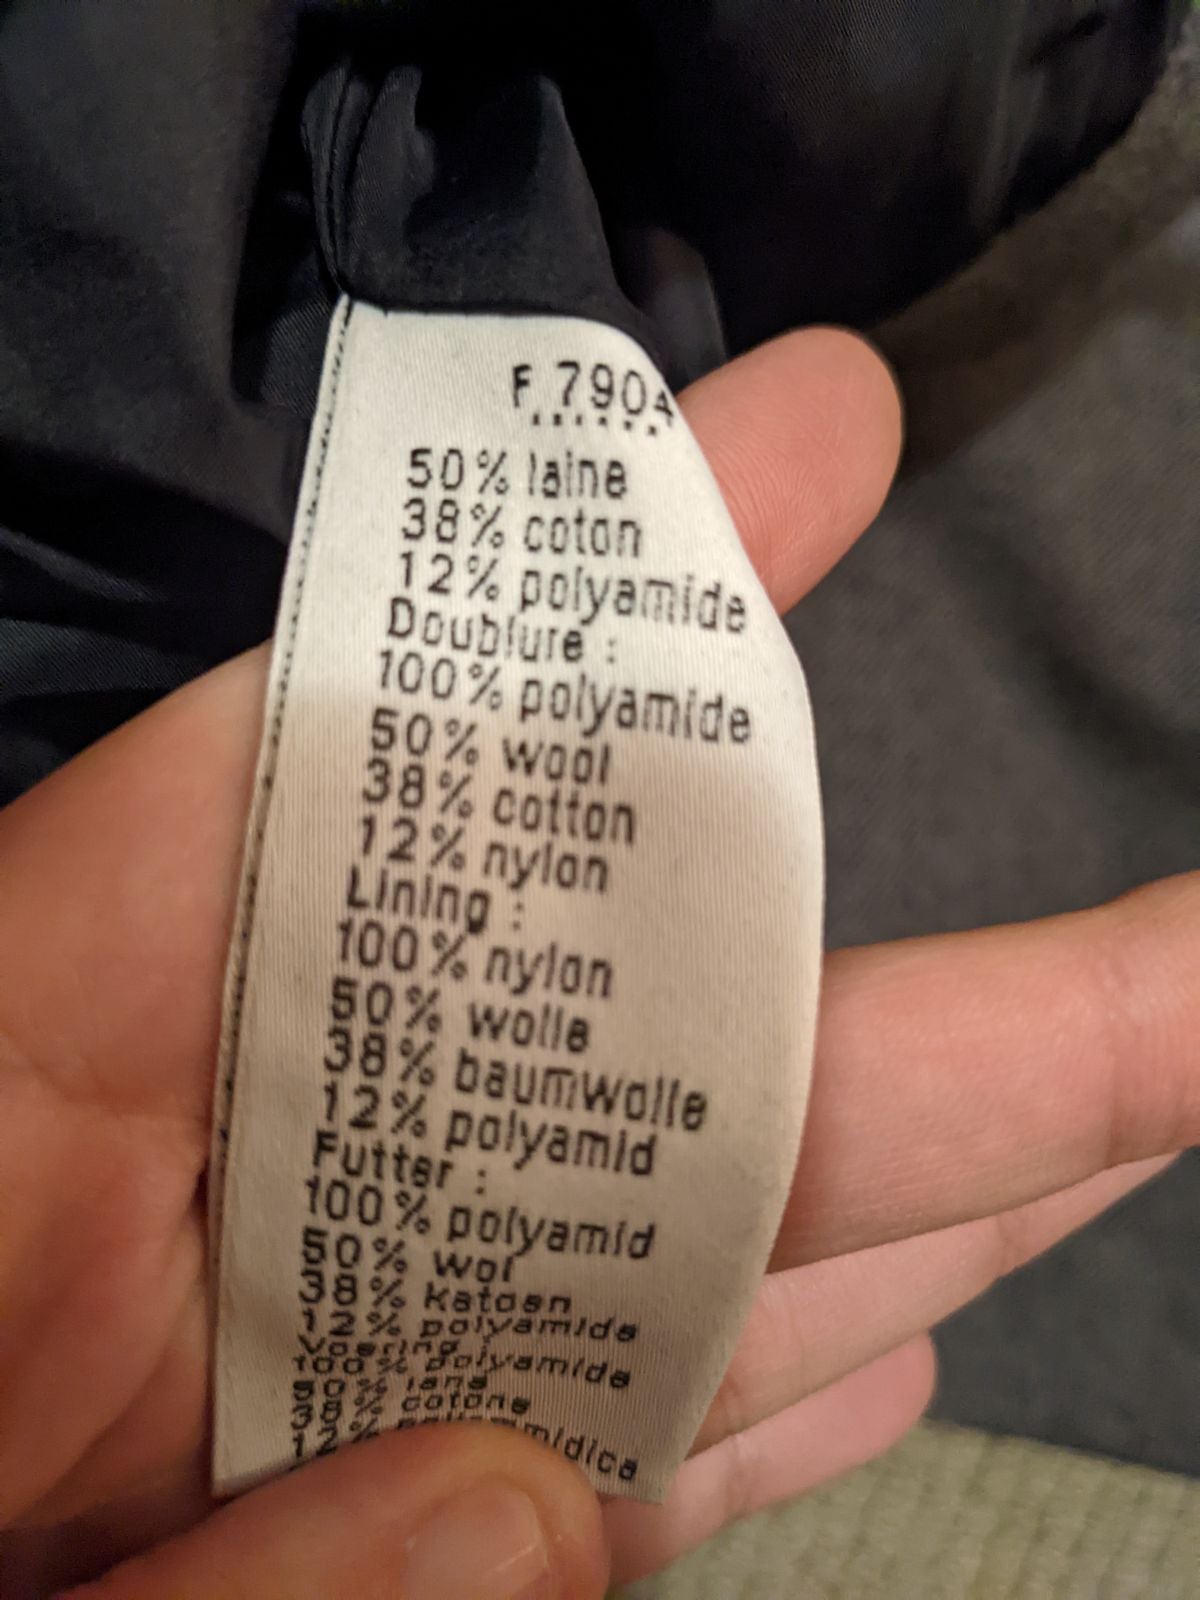 F 7904
50% laine
38% coton
12% polyamide
Doublure :
100% polyamide
50% wool
38% cotton
12% nylon
Lining :
100% nylon
50% wolle
38% baumwolle
12% polyamid
Futter :
100% polyamid
50% wol
38% katoen
12% polyamide
Voering :
100% polyamide
50% lana
38% cotone
12%